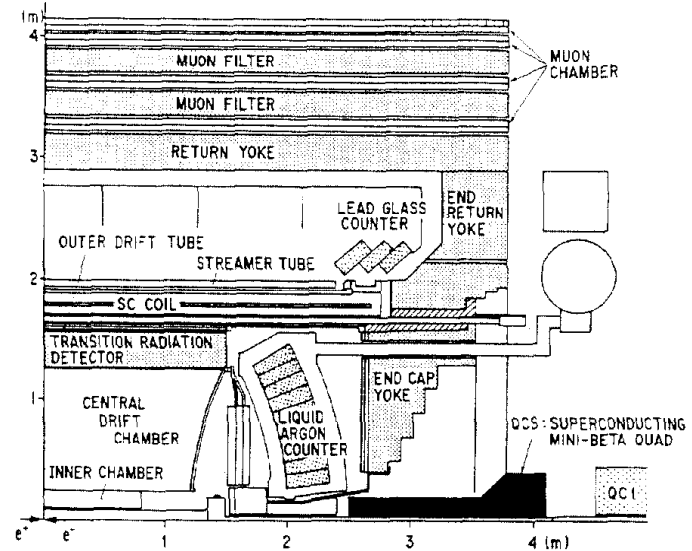 (m)
4
MUON FILTER
MUON
CHAMBER
MUON FILTER
3
RETURN YOKE
LEAD GLASS
COUNTER
END
RETURN
YOKE
OUTER DRIFT TUBE
STREAMER TUBE
2
SC COIL
TRANSITION RADIATION
DETECTOR
1
CENTRAL
DRIFT
CHAMBER
LIQUID
ARGON
COUNTER
END CAP
YOKE
QCS:SUPERCONDUCTING
MINI-BETA QUAD
INNER CHAMBER
QC1
e+ e-
1 2 3 4 (m)